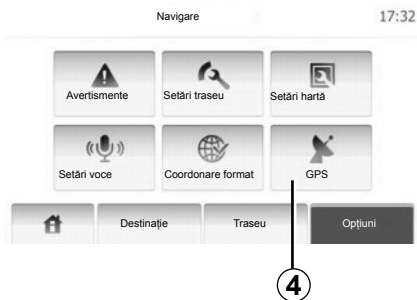 Navigare
17:32
Avertismente
Setări traseu
Setări hartă
Setări voce
Coordonare format
GPS
Destinație
Traseu
Opțiuni
4